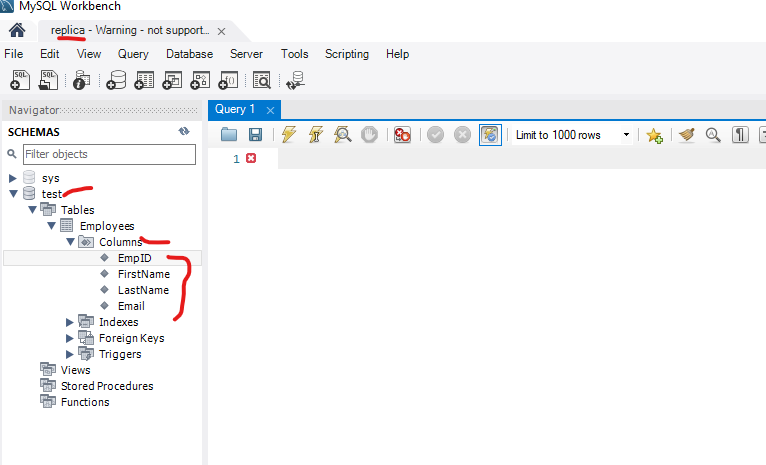 MySQL Workbench
replica - Warning - not support...
File Edit View Query Database Server Tools Scripting Help
Navigator
Query 1
SCHEMAS
Filter objects
Limit to 1000 rows
1
sys
test
Tables
Employees
Columns
EmpID
FirstName
LastName
Email
Indexes
Foreign Keys
Triggers
Views
Stored Procedures
Functions